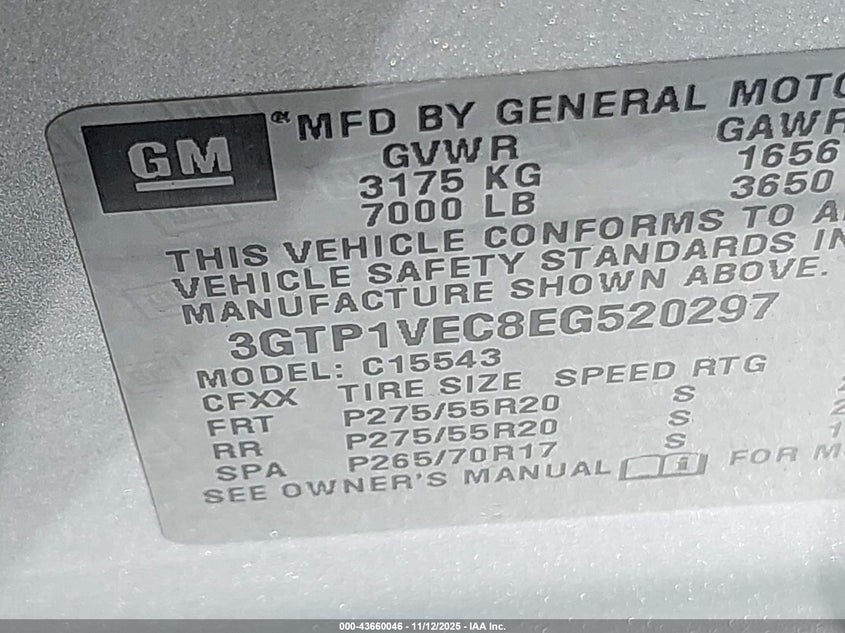 GM
MFD BY GENERAL MOTO
GVWR GAWR
3175 KG 1656
7000 LB 3650
THIS VEHICLE CONFORMS TO A
VEHICLE SAFETY STANDARDS IN
MANUFACTURE SHOWN ABOVE.
3GTP1VEC8EG520297
MODEL: C15543
CFXX TIRE SIZE SPEED RTG
FRT P275/55R20 S
RR P275/55R20 S
SPA P265/70R17 S
SEE OWNER'S MANUAL FOR M
000-43660046 - 11/12/2025 - IAA Inc.